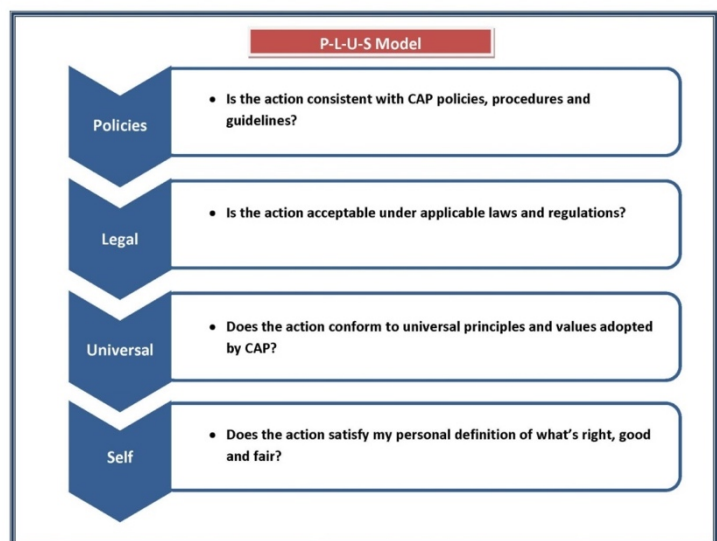 P-L-U-S Model
Policies
• Is the action consistent with CAP policies, procedures and
guidelines?
Legal
• Is the action acceptable under applicable laws and regulations?
Universal
• Does the action conform to universal principles and values adopted
by CAP?
Self
• Does the action satisfy my personal definition of what's right, good
and fair?